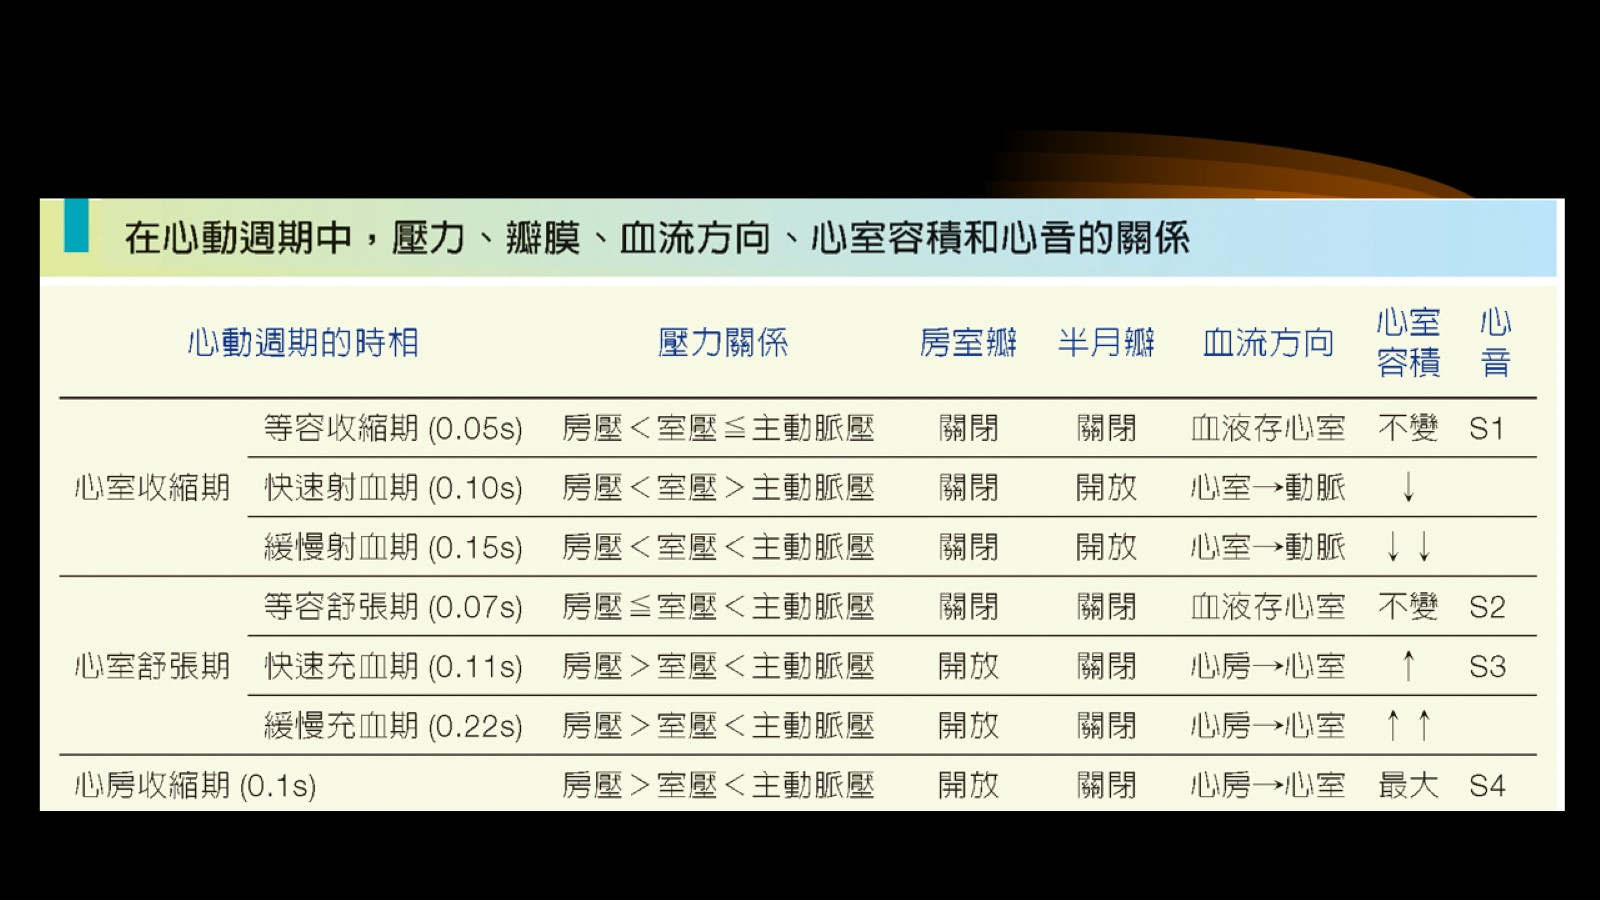 在心動週期中，壓力、瓣膜、血流方向、心室容積和心音的關係
心動週期的時相 壓力關係 房室瓣 半月瓣 血流方向 心室容積 心音
心室收縮期 等容收縮期 (0.05s) 房壓＜室壓≦主動脈壓 關閉 關閉 血液存心室 不變 S1
快速射血期 (0.10s) 房壓＜室壓＞主動脈壓 關閉 開放 心室→動脈 ↓
緩慢射血期 (0.15s) 房壓＜室壓＜主動脈壓 關閉 開放 心室→動脈 ↓↓
心室舒張期 等容舒張期 (0.07s) 房壓≦室壓＜主動脈壓 關閉 關閉 血液存心室 不變 S2
快速充血期 (0.11s) 房壓＞室壓＜主動脈壓 開放 關閉 心房→心室 ↑ S3
緩慢充血期 (0.22s) 房壓＞室壓＜主動脈壓 開放 關閉 心房→心室 ↑↑
心房收縮期 (0.1s) 房壓＞室壓＜主動脈壓 開放 關閉 心房→心室 最大 S4